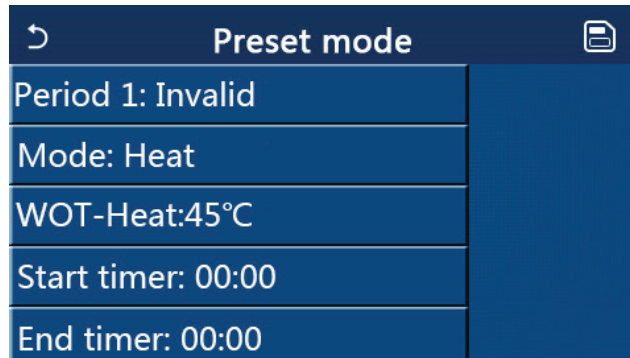 Preset mode
Period 1: Invalid
Mode: Heat
WOT-Heat:45℃
Start timer: 00:00
End timer: 00:00